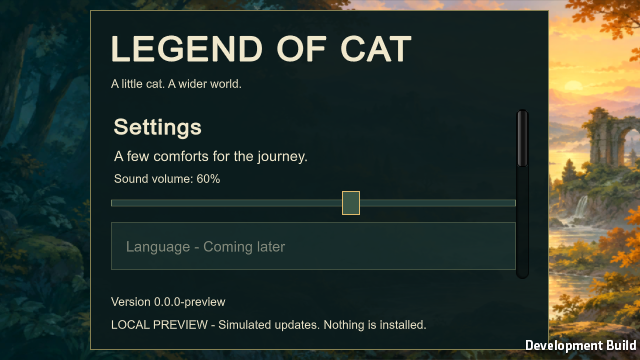 LEGEND OF CAT
A little cat. A wider world.
Settings
A few comforts for the journey.
Sound volume: 60%
Language - Coming later
Version 0.0.0-preview
LOCAL PREVIEW - Simulated updates. Nothing is installed.
Development Build